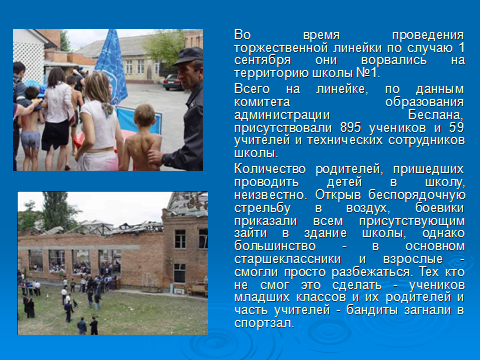 Во время проведения
торжественной линейки по случаю 1
сентября они ворвались на
территорию школы №1.
Всего на линейке, по данным
комитета образования
администрации Беслана,
присутствовали 895 учеников и 59
учителей и технических сотрудников
школы.
Количество родителей, пришедших
проводить детей в школу,
неизвестно. Открыв беспорядочную
стрельбу в воздух, боевики
приказали всем присутствующим
зайти в здание школы, однако
большинство - в основном
старшеклассники и взрослые -
смогли просто разбежаться. Тех кто
не смог это сделать - учеников
младших классов и их родителей и
часть учителей - бандиты загнали в
спортзал.